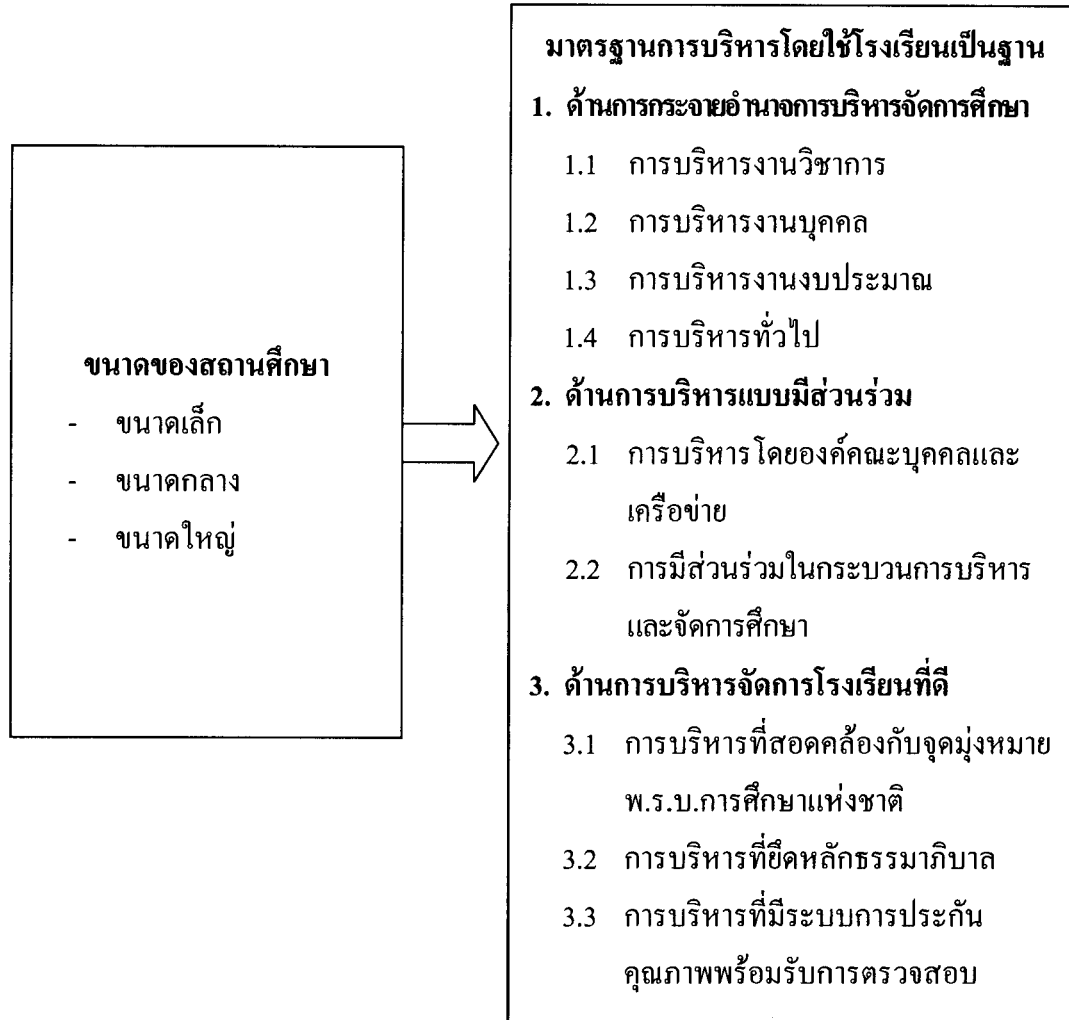 ขนาดของสถานศึกษา
- ขนาดเล็ก
- ขนาดกลาง
- ขนาดใหญ่
มาตรฐานการบริหารโดยใช้โรงเรียนเป็นฐาน
1. ด้านการกระจายอำนาจการบริหารจัดการศึกษา
1.1 การบริหารงานวิชาการ
1.2 การบริหารงานบุคคล
1.3 การบริหารงานงบประมาณ
1.4 การบริหารทั่วไป
2. ด้านการบริหารแบบมีส่วนร่วม
2.1 การบริหารโดยองค์คณะบุคคลและ
เครือข่าย
2.2 การมีส่วนร่วมในกระบวนการบริหาร
และจัดการศึกษา
3. ด้านการบริหารจัดการโรงเรียนที่ดี
3.1 การบริหารที่สอดคล้องกับจุดมุ่งหมาย
พ.ร.บ.การศึกษาแห่งชาติ
3.2 การบริหารที่ยึดหลักธรรมาภิบาล
3.3 การบริหารที่มีระบบการประกัน
คุณภาพพร้อมรับการตรวจสอบ